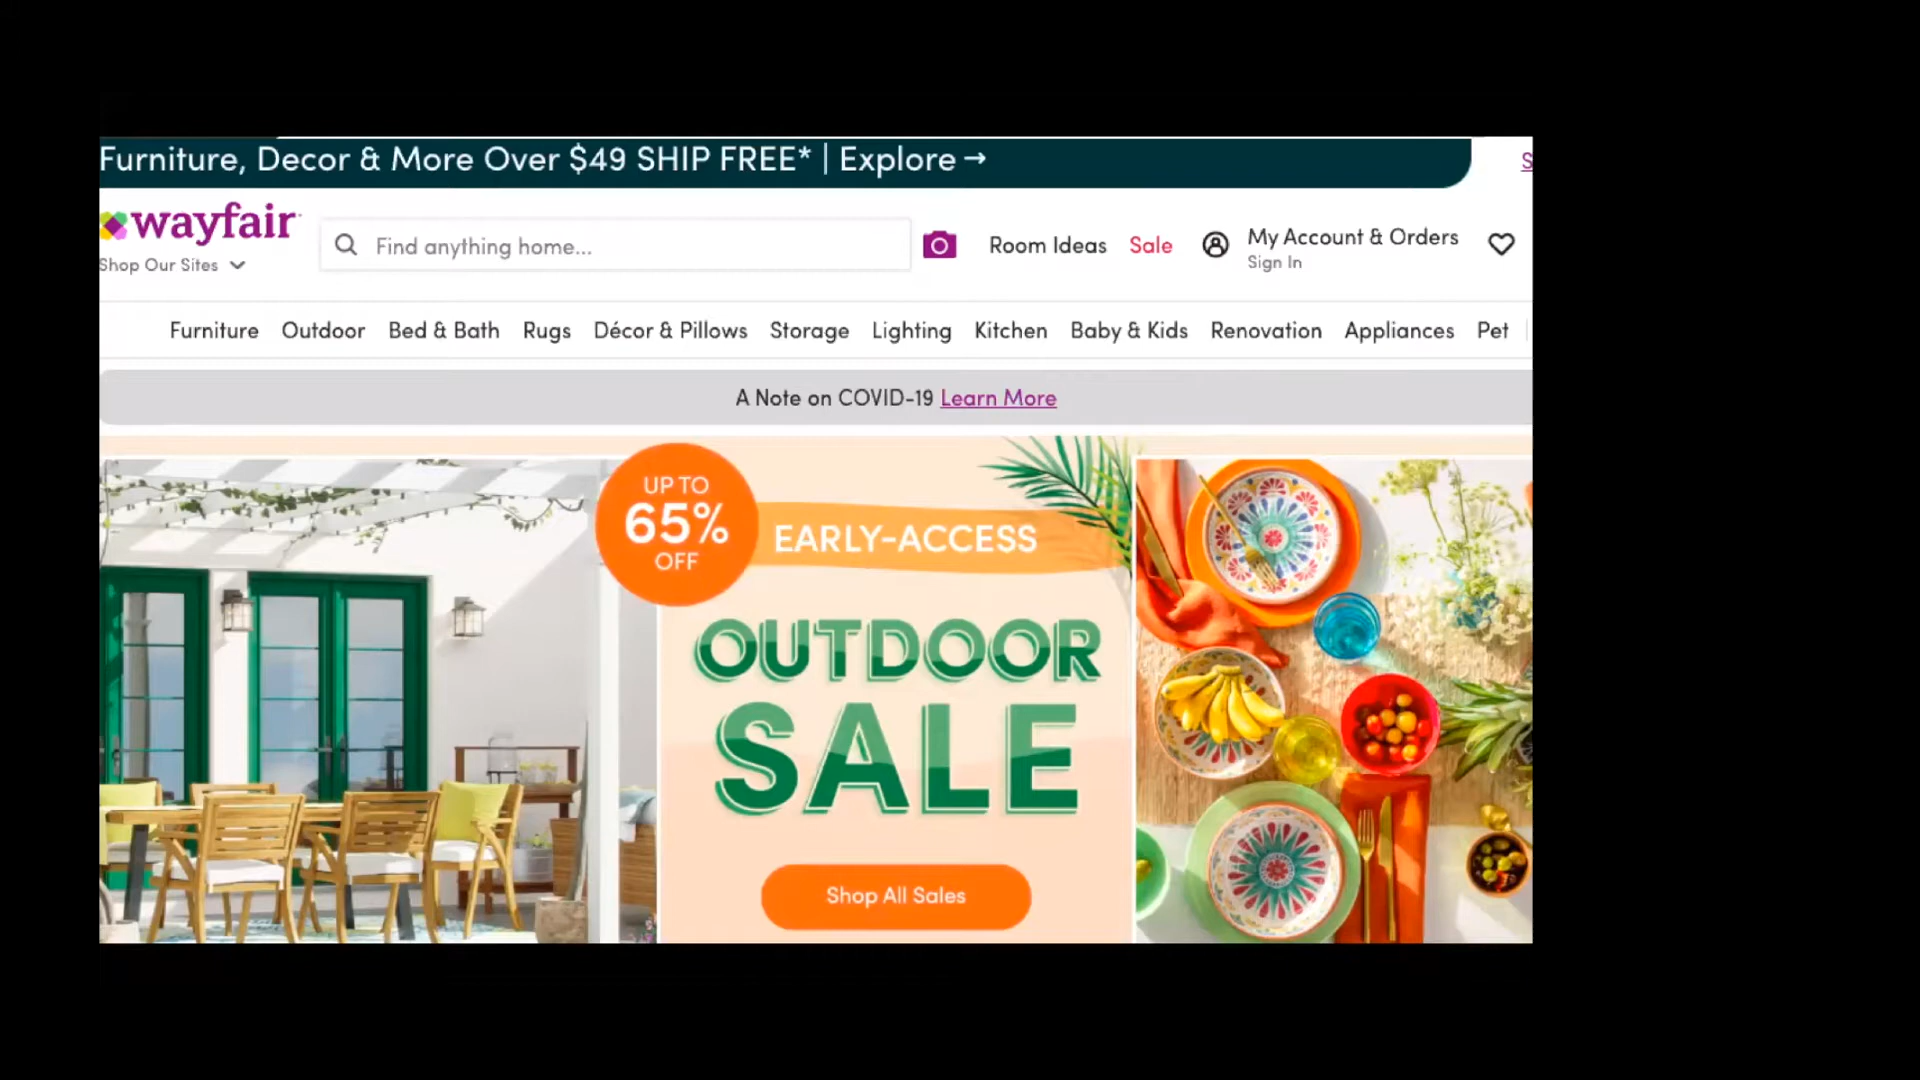 Furniture, Decor & More Over $49 SHIP FREE* | Explore →
S
wayfair
Shop Our Sites
Find anything home...
Room Ideas
Sale
My Account & Orders
Sign In
Furniture Outdoor Bed & Bath Rugs Décor & Pillows Storage Lighting Kitchen Baby & Kids Renovation Appliances Pet
A Note on COVID-19 Learn More
UP TO
65%
OFF
EARLY-ACCESS
OUTDOOR
SALE
Shop All Sales